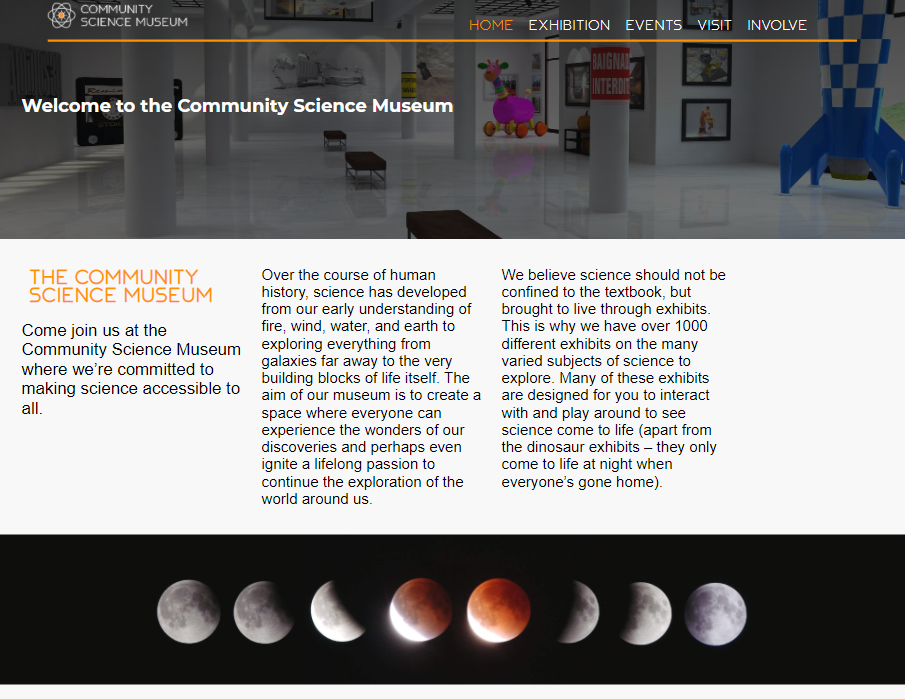 COMMUNITY
SCIENCE MUSEUM
HOME EXHIBITION EVENTS VISIT INVOLVE
BAIGNADE
INTERDIT
Welcome to the Community Science Museum
THE COMMUNITY
SCIENCE MUSEUM
Come join us at the
Community Science Museum
where we’re committed to
making science accessible to
all.
Over the course of human
history, science has developed
from our early understanding of
fire, wind, water, and earth to
exploring everything from
galaxies far away to the very
building blocks of life itself. The
aim of our museum is to create a
space where everyone can
experience the wonders of our
discoveries and perhaps even
ignite a lifelong passion to
continue the exploration of the
world around us.
We believe science should not be
confined to the textbook, but
brought to live through exhibits.
This is why we have over 1000
different exhibits on the many
varied subjects of science to
explore. Many of these exhibits
are designed for you to interact
with and play around to see
science come to life (apart from
the dinosaur exhibits – they only
come to life at night when
everyone’s gone home).